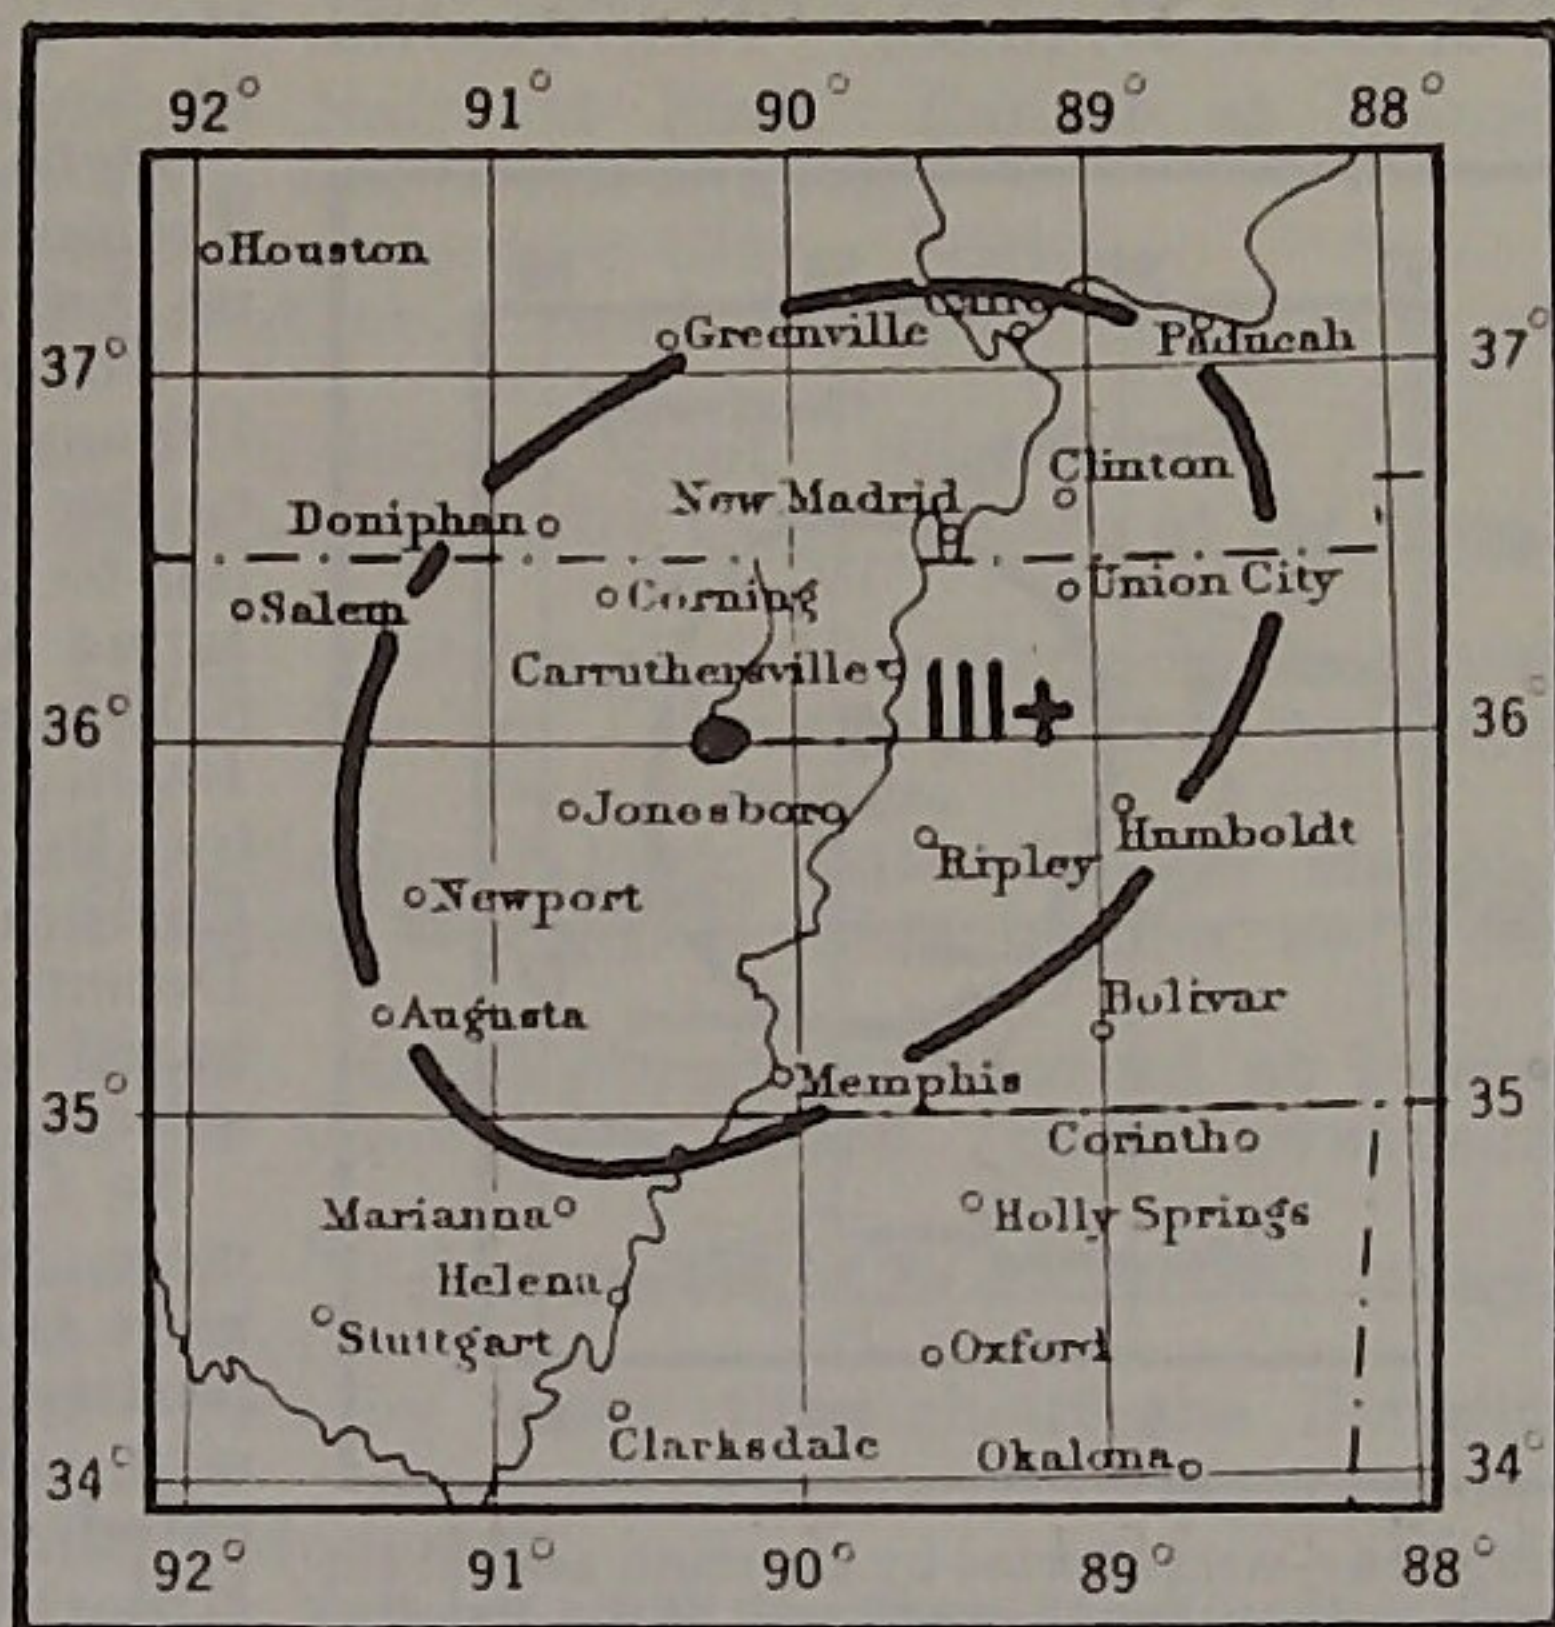 92° 91° 90° 89° 88°
Houston
Cairo
Greenville
Paducah
37° 37°
Clinton
New Madrid
Doniphan
Union City
Corning
Salem
Carruthersville III+
36° 36°
Jonesboro
Humboldt
Ripley
Newport
Bolivar
Augusta
Memphis
35° 35
Corinth
Marianna
Holly Springs
Helena
Stuttgart
Oxford
Clarksdale
Okalona
34° 34°
92° 91° 90° 89° 88°